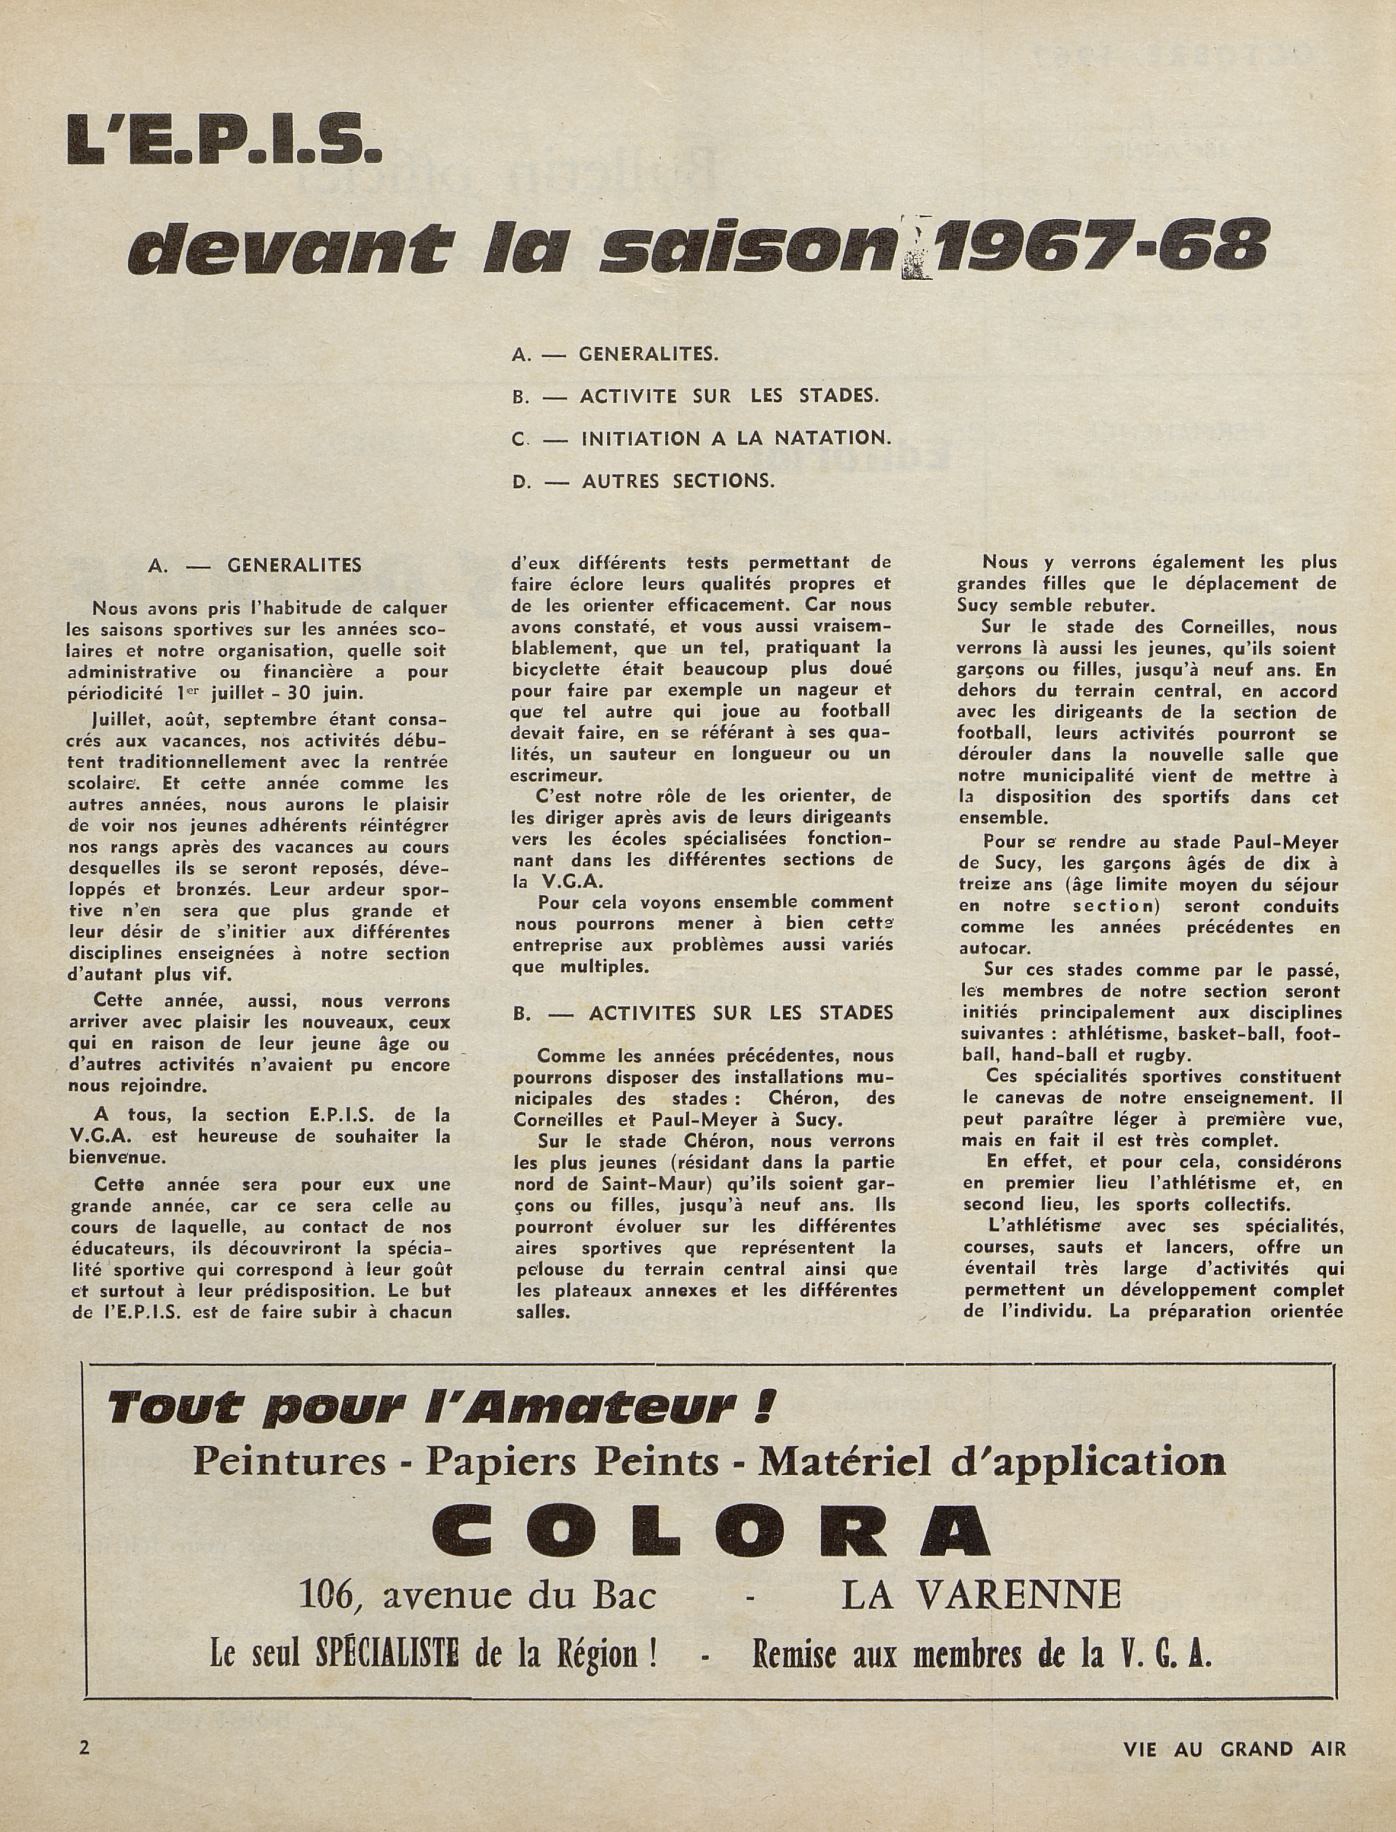 L'E.P.I.S.
devant la saison 1967-68
A. — GENERALITES.
B. — ACTIVITE SUR LES STADES.
C. — INITIATION A LA NATATION.
D. — AUTRES SECTIONS.
A. — GENERALITES
Nous avons pris l'habitude de calquer
les saisons sportives sur les années sco-
laires et notre organisation, quelle soit
administrative ou financière a pour
périodicité 1er juillet - 30 juin.
Juillet, août, septembre étant consa-
crés aux vacances, nos activités débu-
tent traditionnellement avec la rentrée
scolaire. Et cette année comme les
autres années, nous aurons le plaisir
de voir nos jeunes adhérents réintégrer
nos rangs après des vacances au cours
desquelles ils se seront reposés, déve-
loppés et bronzés. Leur ardeur spor-
tive n'en sera que plus grande et
leur désir de s'initier aux différentes
disciplines enseignées à notre section
d'autant plus vif.
Cette année, aussi, nous verrons
arriver avec plaisir les nouveaux, ceux
qui en raison de leur jeune âge ou
d'autres activités n'avaient pu encore
nous rejoindre.
A tous, la section E.P.I.S. de la
V.G.A. est heureuse de souhaiter la
bienvenue.
Cette année sera pour eux une
grande année, car ce sera celle au
cours de laquelle, au contact de nos
éducateurs, ils découvriront la spécia-
lité sportive qui correspond à leur goût
et surtout à leur prédisposition. Le but
de l'E.P.I.S. est de faire subir à chacun
d'eux différents tests permettant de
faire éclore leurs qualités propres et
de les orienter efficacement. Car nous
avons constaté, et vous aussi vraisem-
blablement, que un tel, pratiquant la
bicyclette était beaucoup plus doué
pour faire par exemple un nageur et
que tel autre qui joue au football
devait faire, en se référant à ses qua-
lités, un sauteur en longueur ou un
escrimeur.
C'est notre rôle de les orienter, de
les diriger après avis de leurs dirigeants
vers les écoles spécialisées fonction-
nant dans les différentes sections de
la V.G.A.
Pour cela voyons ensemble comment
nous pourrons mener à bien cette
entreprise aux problèmes aussi variés
que multiples.
B. — ACTIVITES SUR LES STADES
Comme les années précédentes, nous
pourrons disposer des installations mu-
nicipales des stades : Chéron, des
Corneilles et Paul-Meyer à Sucy.
Sur le stade Chéron, nous verrons
les plus jeunes (résidant dans la partie
nord de Saint-Maur) qu'ils soient gar-
çons ou filles, jusqu'à neuf ans. Ils
pourront évoluer sur les différentes
aires sportives que représentent la
pelouse du terrain central ainsi que
les plateaux annexes et les différentes
salles.
Nous y verrons également les plus
grandes filles que le déplacement de
Sucy semble rebuter.
Sur le stade des Corneilles, nous
verrons là aussi les jeunes, qu'ils soient
garçons ou filles, jusqu'à neuf ans. En
dehors du terrain central, en accord
avec les dirigeants de la section de
football, leurs activités pourront se
dérouler dans la nouvelle salle que
notre municipalité vient de mettre à
la disposition des sportifs dans cet
ensemble.
Pour se rendre au stade Paul-Meyer
de Sucy, les garçons âgés de dix à
treize ans (âge limite moyen du séjour
en notre section) seront conduits
comme les années précédentes en
autocar.
Sur ces stades comme par le passé,
les membres de notre section seront
initiés principalement aux disciplines
suivantes : athlétisme, basket-ball, foot-
ball, hand-ball et rugby.
Ces spécialités sportives constituent
le canevas de notre enseignement. Il
peut paraître léger à première vue,
mais en fait il est très complet.
En effet, et pour cela, considérons
en premier lieu l'athlétisme et, en
second lieu, les sports collectifs.
L'athlétisme avec ses spécialités,
courses, sauts et lancers, offre un
éventail très large d'activités qui
permettent un développement complet
de l'individu. La préparation orientée
Tout pour l'Amateur !
Peintures - Papiers Peints - Matériel d'application
COLORA
106, avenue du Bac - LA VARENNE
Le seul SPÉCIALISTE de la Région ! - Remise aux membres de la V. G. A.
2
VIE AU GRAND AIR